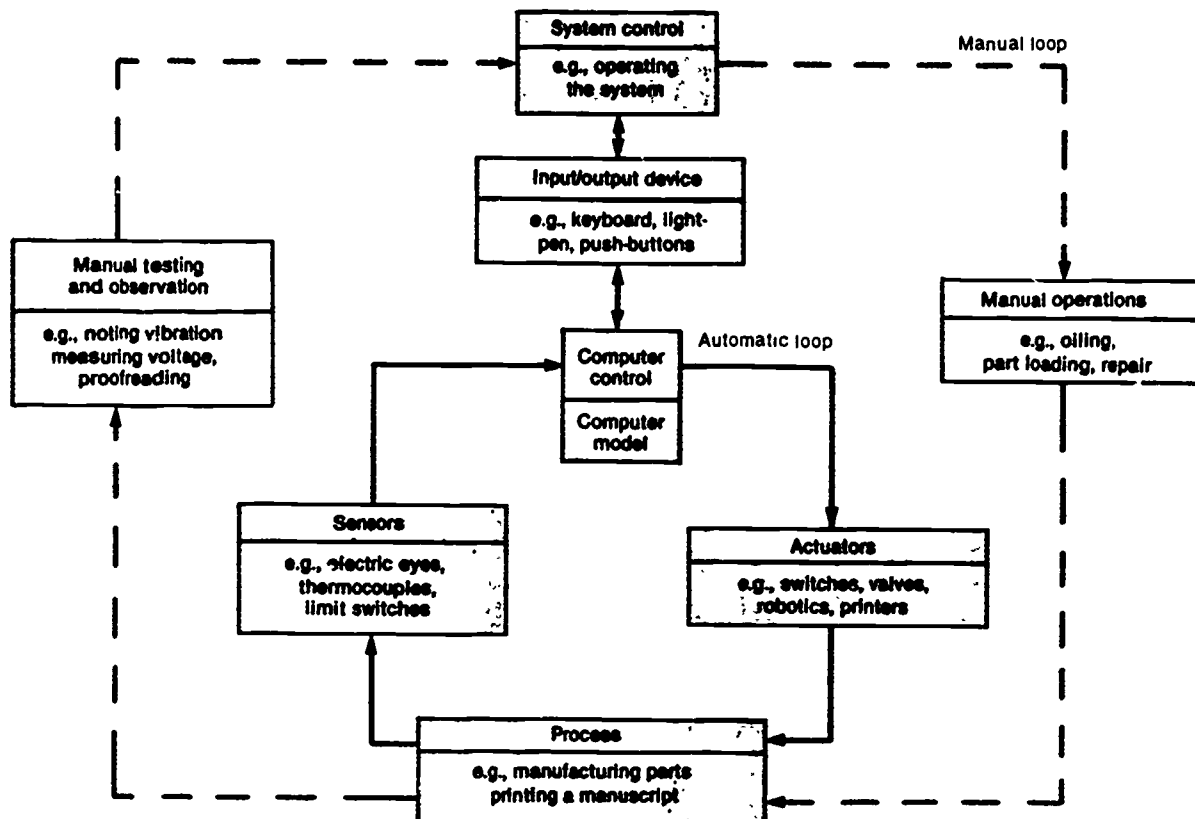 System control
e.g., operating
the system
Manual loop
Input/output device
e.g., keyboard, light-
pen, push-buttons
Manual testing
and observation
e.g., noting vibration
measuring voltage,
proofreading
Manual operations
e.g., oiling,
part loading, repair
Computer
control
Computer
model
Automatic loop
Sensors
e.g., electric eyes,
thermocouples,
limit switches
Actuators
e.g., switches, valves,
robotics, printers
Process
e.g., manufacturing parts
printing a manuscript